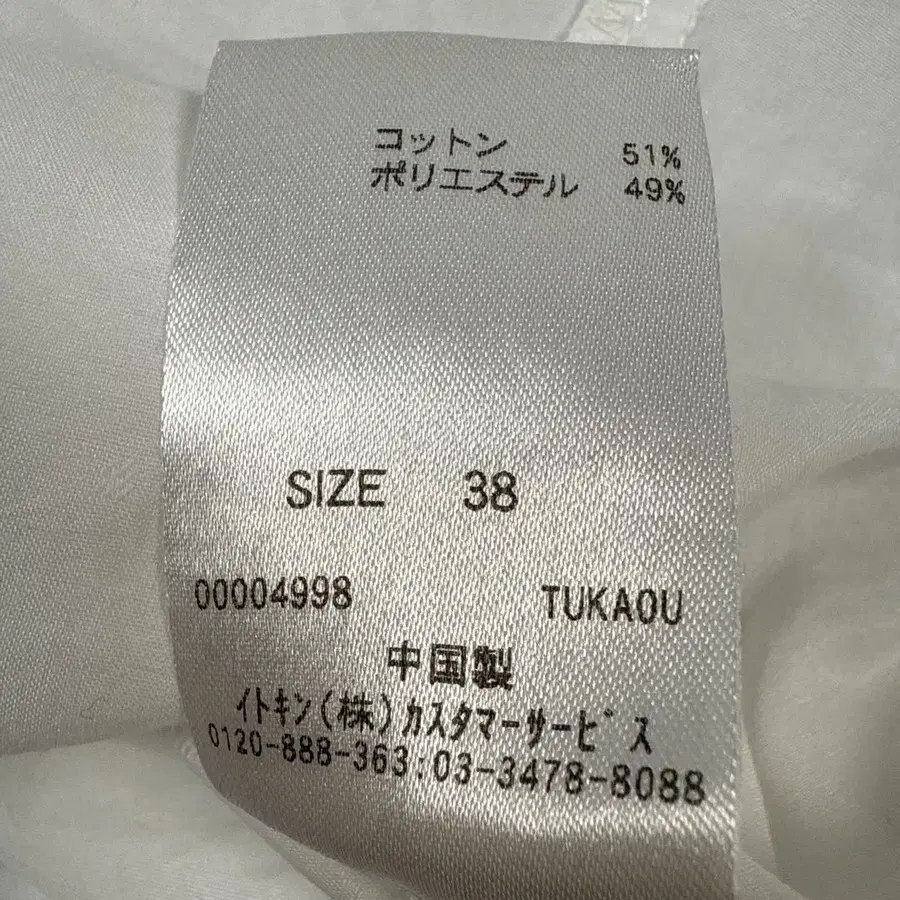 コットン 51%
ポリエステル 49%
SIZE 38
00004998 TUKAOU
中国製
イトキン(株)カスタマーサービス
0120-888-363:03-3478-8088